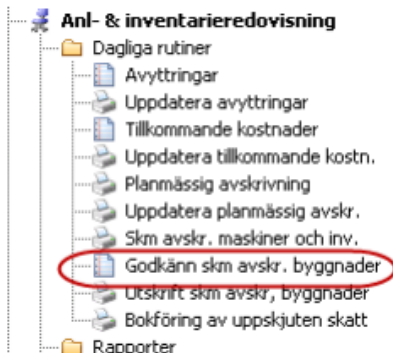 Anl- & inventarieredovisning
Dagliga rutiner
Avyttringar
Uppdatera avyttringar
Tillkommande kostnader
Uppdatera tillkommande kostn.
Planmässig avskrivning
Uppdatera planmässig avskr.
Skm avskr. maskiner och inv.
Godkänn skm avskr. byggnader
Utskrift skm avskr, byggnader
Bokföring av uppskjuten skatt
Rapporter